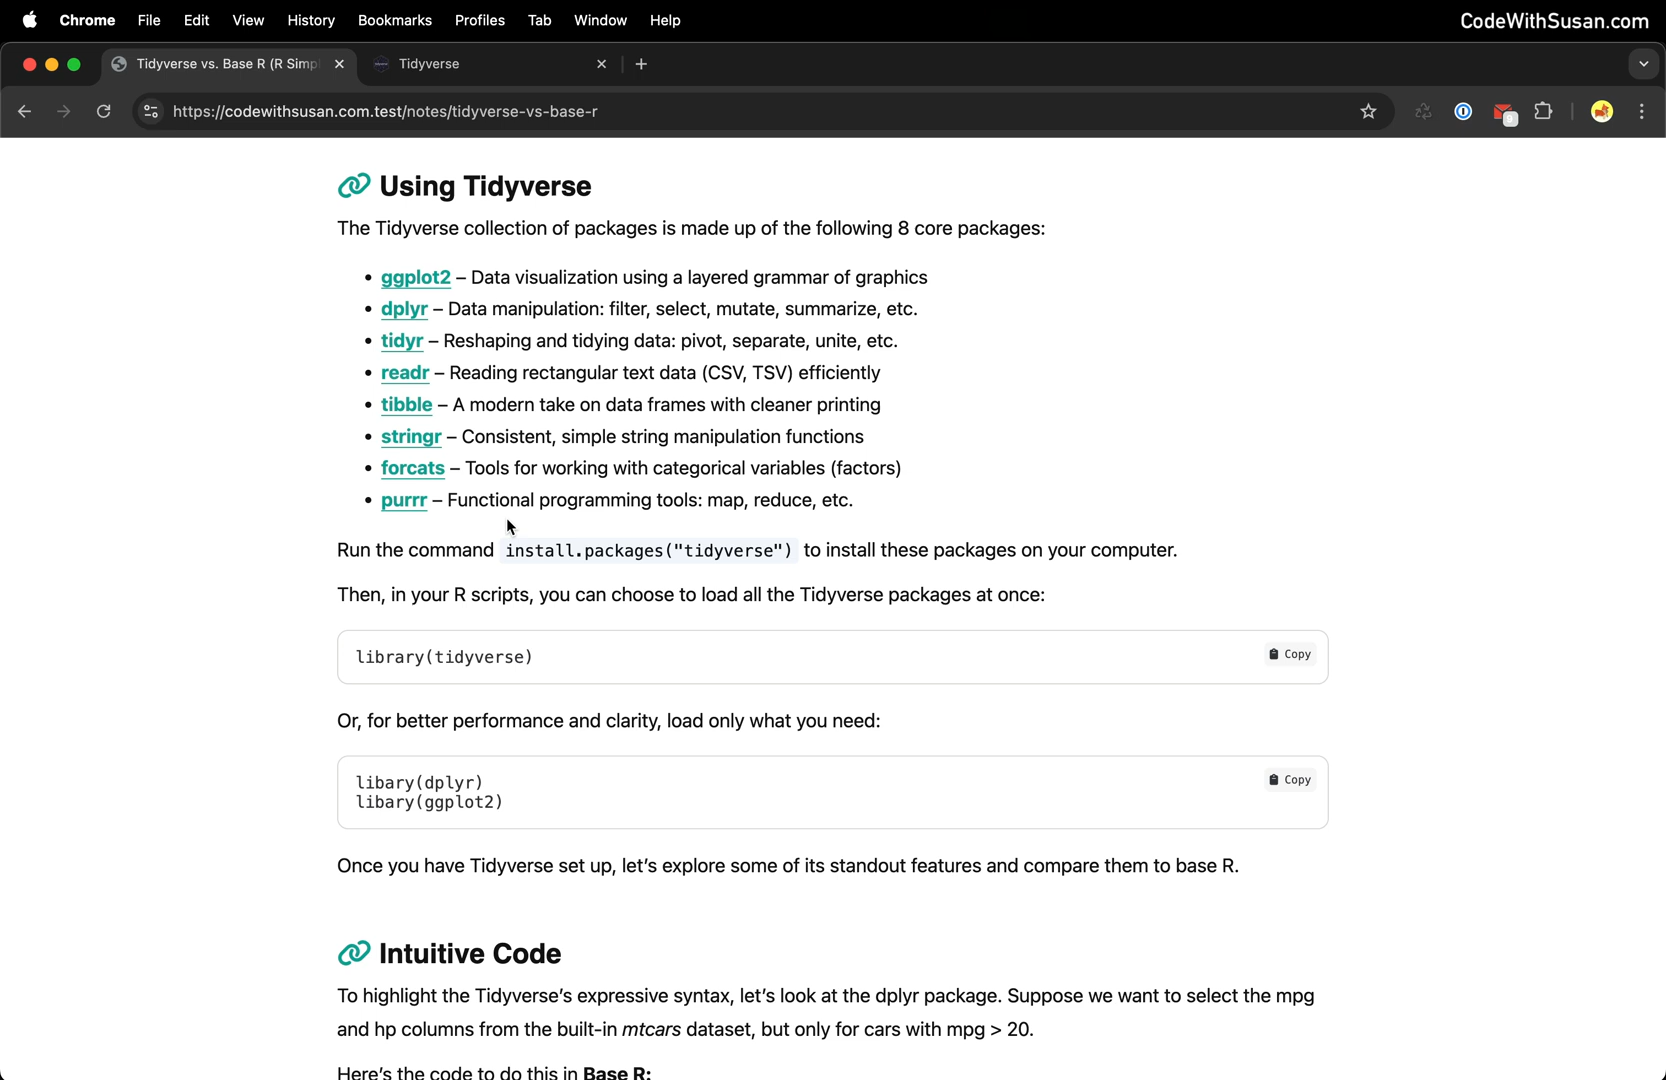 Chrome File Edit View History Bookmarks Profiles Tab Window Help CodeWithSusan.com
Tidyverse vs. Base R (R Simp Tidyverse
https://codewithsusan.com.test/notes/tidyverse-vs-base-r 9
Using Tidyverse
The Tidyverse collection of packages is made up of the following 8 core packages:
• ggplot2 – Data visualization using a layered grammar of graphics
• dplyr – Data manipulation: filter, select, mutate, summarize, etc.
• tidyr – Reshaping and tidying data: pivot, separate, unite, etc.
• readr – Reading rectangular text data (CSV, TSV) efficiently
• tibble – A modern take on data frames with cleaner printing
• stringr – Consistent, simple string manipulation functions
• forcats – Tools for working with categorical variables (factors)
• purrr – Functional programming tools: map, reduce, etc.
Run the command install.packages("tidyverse") to install these packages on your computer.
Then, in your R scripts, you can choose to load all the Tidyverse packages at once:
library(tidyverse) Copy
Or, for better performance and clarity, load only what you need:
libary(dplyr) Copy
libary(ggplot2)
Once you have Tidyverse set up, let's explore some of its standout features and compare them to base R.
Intuitive Code
To highlight the Tidyverse's expressive syntax, let's look at the dplyr package. Suppose we want to select the mpg
and hp columns from the built-in mtcars dataset, but only for cars with mpg > 20.
Here's the code to do this in Base R: